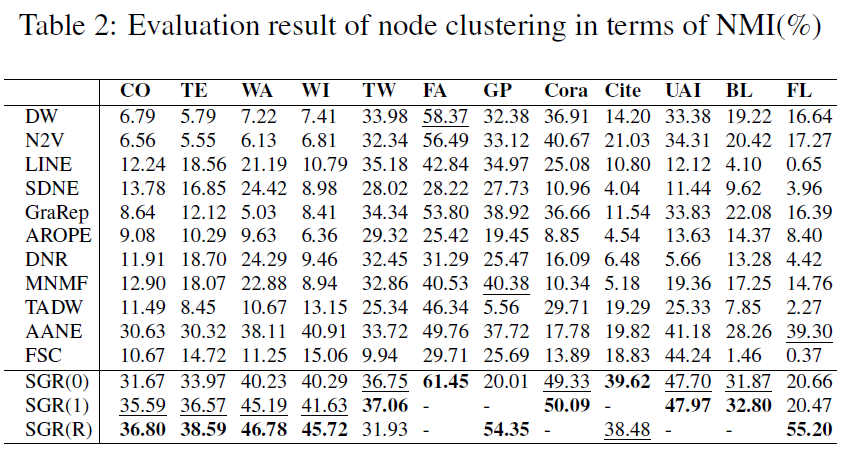 Table 2: Evaluation result of node clustering in terms of NMI(%)
CO TE WA WI TW FA GP Cora Cite UAI BL FL
DW 6.79 5.79 7.22 7.41 33.98 58.37 32.38 36.91 14.20 33.38 19.22 16.64
N2V 6.56 5.55 6.13 6.81 32.34 56.49 33.12 40.67 21.03 34.31 20.42 17.27
LINE 12.24 18.56 21.19 10.79 35.18 42.84 34.97 25.08 10.80 12.12 4.10 0.65
SDNE 13.78 16.85 24.42 8.98 28.02 28.22 27.73 10.96 4.04 11.44 9.62 3.96
GraRep 8.64 12.12 5.03 8.41 34.34 53.80 38.92 36.66 11.54 33.83 22.08 16.39
AROPE 9.08 10.29 9.63 6.36 29.32 25.42 19.45 8.85 4.54 13.63 14.37 8.40
DNR 11.91 18.70 24.29 9.46 32.45 31.29 25.47 16.09 6.48 5.66 13.28 4.42
MNMF 12.90 18.07 22.88 8.94 32.86 40.53 40.38 10.34 5.18 19.36 17.25 14.76
TADW 11.49 8.45 10.67 13.15 25.34 46.34 5.56 29.71 19.29 25.33 7.85 2.27
AANE 30.63 30.32 38.11 40.91 33.72 49.76 37.72 17.78 19.82 41.18 28.26 39.30
FSC 10.67 14.72 11.25 15.06 9.94 29.71 25.69 13.89 18.83 44.24 1.46 0.37
SGR(0) 31.67 33.97 40.23 40.29 36.75 61.45 20.01 49.33 39.62 47.70 31.87 20.66
SGR(1) 35.59 36.57 45.19 41.63 37.06 - - 50.09 - 47.97 32.80 20.47
SGR(R) 36.80 38.59 46.78 45.72 31.93 - 54.35 - 38.48 - - 55.20